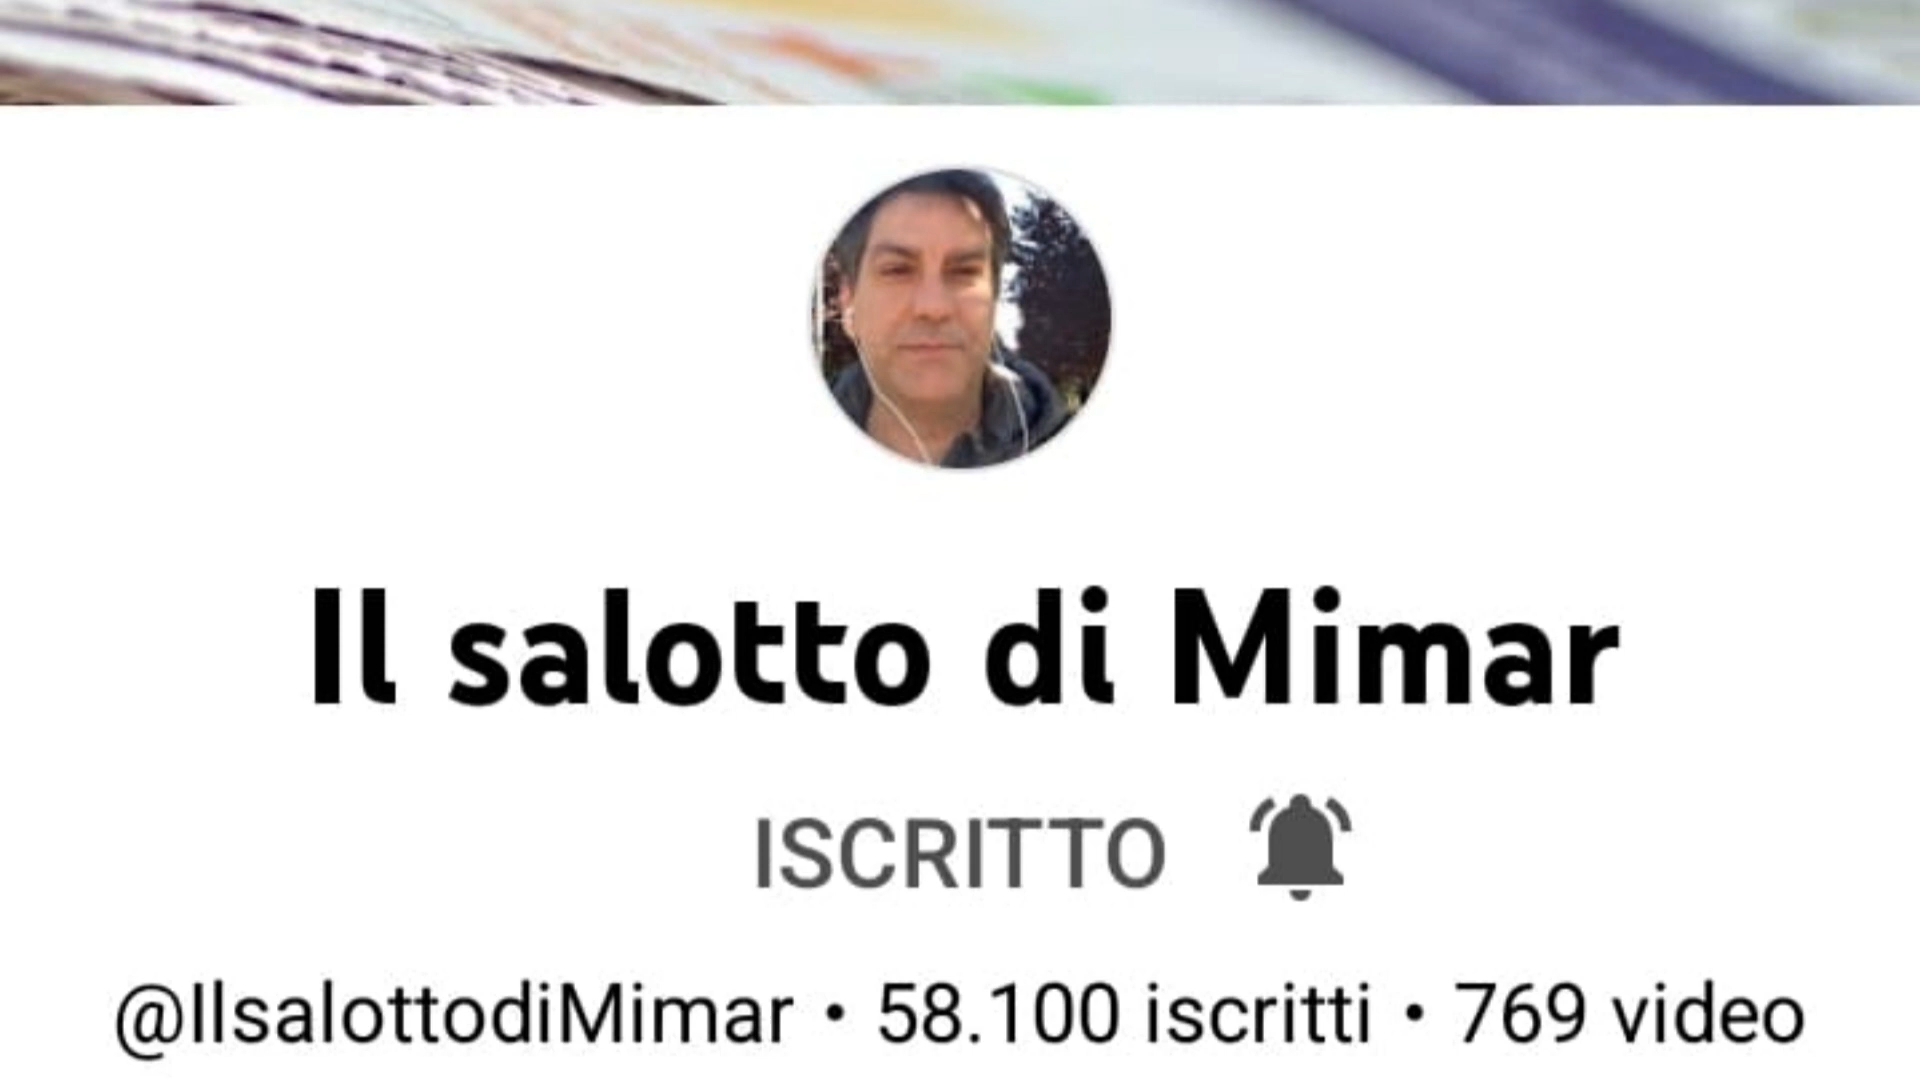 Il salotto di Mimar
ISCRITTO
@IlsalottodiMimar • 58.100 iscritti • 769 video